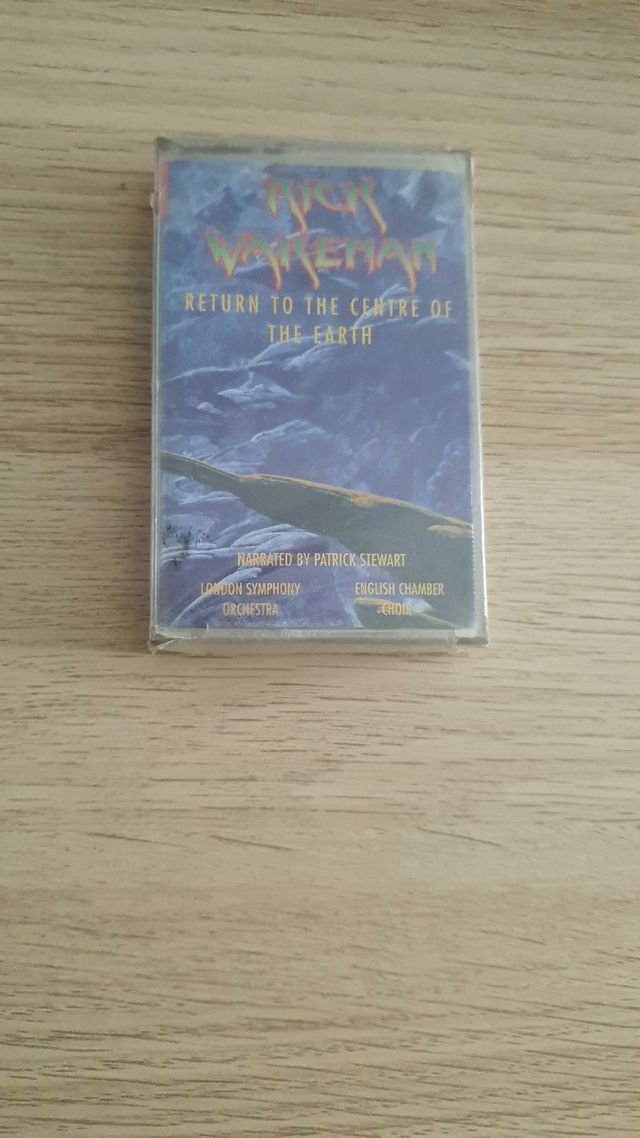 RICK
WAKEMAN
RETURN TO THE CENTRE OF
THE EARTH
NARRATED BY PATRICK STEWART
LONDON SYMPHONY
ORCHESTRA
ENGLISH CHAMBER
CHOIR